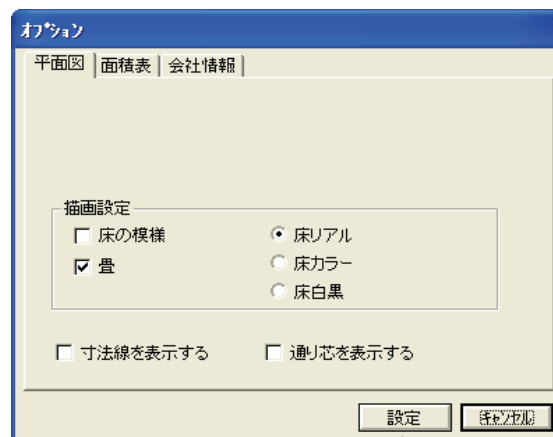 ｵﾌﾟｼｮﾝ
平面図 面積表 会社情報
描画設定
床の模様 床リアル
畳 床カラー
床白黒
寸法線を表示する 通り芯を表示する
設定 ｷｬﾝｾﾙ